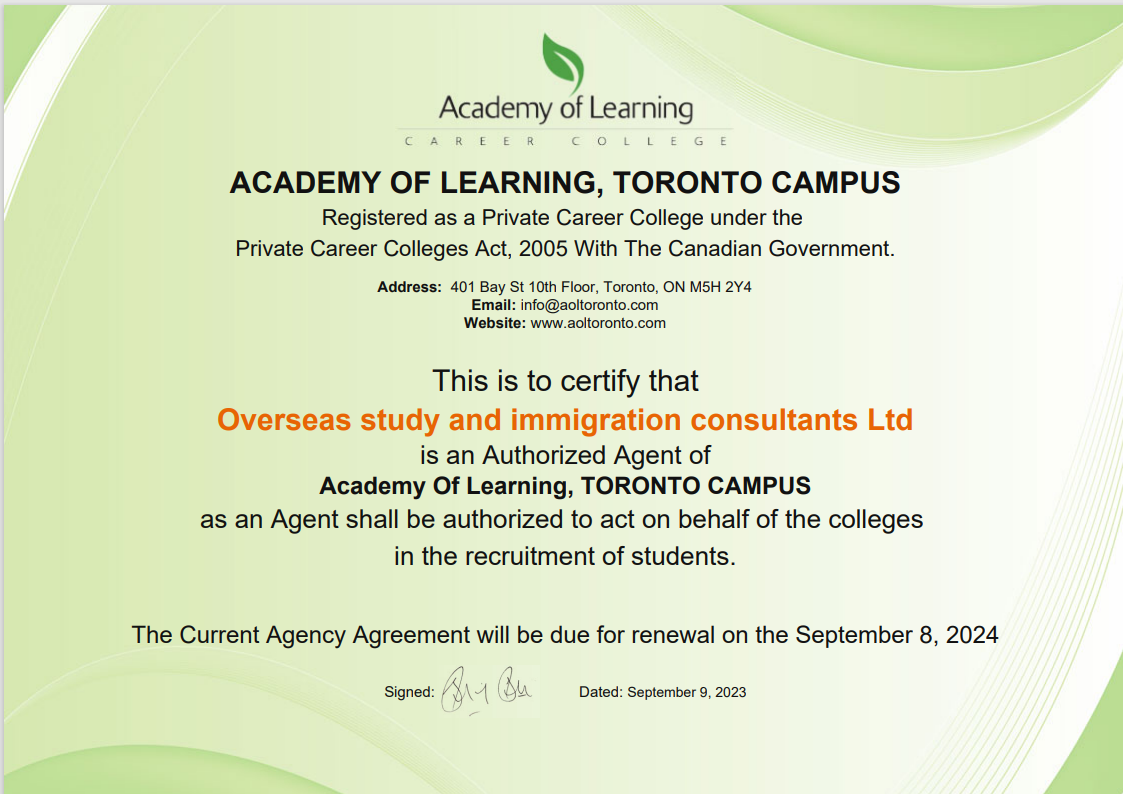 Academy of Learning
CAREER COLLEGE
ACADEMY OF LEARNING, TORONTO CAMPUS
Registered as a Private Career College under the
Private Career Colleges Act, 2005 With The Canadian Government.
Address: 401 Bay St 10th Floor, Toronto, ON M5H 2Y4
Email: info@aoltoronto.com
Website: www.aoltoronto.com
This is to certify that
Overseas study and immigration consultants Ltd
is an Authorized Agent of
Academy Of Learning, TORONTO CAMPUS
as an Agent shall be authorized to act on behalf of the colleges
in the recruitment of students.
The Current Agency Agreement will be due for renewal on the September 8, 2024
Signed: Dated: September 9, 2023